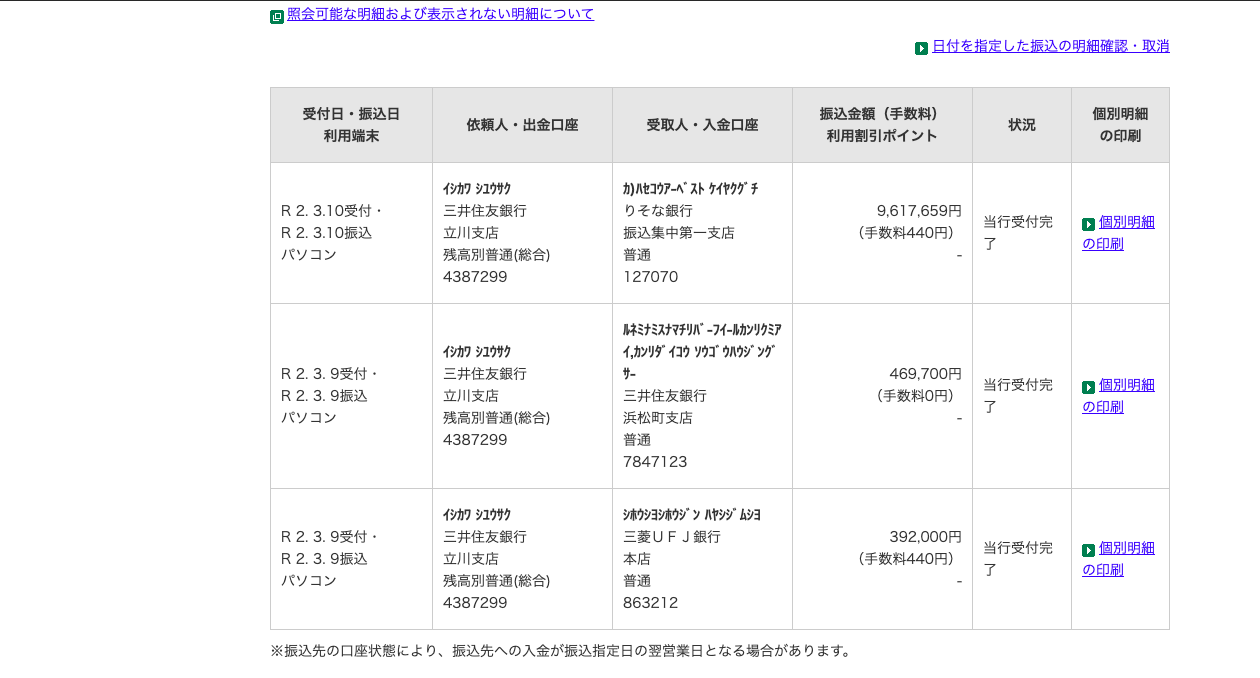 照会可能な明細および表示されない明細について
日付を指定した振込の明細確認・取消
受付日・振込日
利用端末
依頼人・出金口座
受取人・入金口座
振込金額（手数料）
利用割引ポイント
状況
個別明細
の印刷
R 2. 3.10受付・
R 2. 3.10振込
パソコン
ｲｼｶﾜ ｼﾕｳｻｸ
三井住友銀行
立川支店
残高別普通(総合)
4387299
ｶ)ﾊｾｺｳｱｰﾍﾞｽﾄ ｹｲﾔｸｸﾞﾁ
りそな銀行
振込集中第一支店
普通
127070
9,617,659円
（手数料440円）
-
当行受付完
了
個別明細
の印刷
R 2. 3. 9受付・
R 2. 3. 9振込
パソコン
ｲｼｶﾜ ｼﾕｳｻｸ
三井住友銀行
立川支店
残高別普通(総合)
4387299
ﾙﾈﾐﾅﾐｽﾅﾏﾁﾘﾊﾞｰﾌｲｰﾙｶﾝﾘｸﾐｱ
ｲ,ｶﾝﾘﾀﾞｲｺｳ ｿｳｺﾞｳﾊｳｼﾞﾝｸﾞ
ｻｰ
三井住友銀行
浜松町支店
普通
7847123
469,700円
（手数料0円）
-
当行受付完
了
個別明細
の印刷
R 2. 3. 9受付・
R 2. 3. 9振込
パソコン
ｲｼｶﾜ ｼﾕｳｻｸ
三井住友銀行
立川支店
残高別普通(総合)
4387299
ｼﾎｳｼﾖｼﾎｳｼﾞﾝ ﾊﾔｼｼﾞﾑｼﾖ
三菱ＵＦＪ銀行
本店
普通
863212
392,000円
（手数料440円）
-
当行受付完
了
個別明細
の印刷
※振込先の口座状態により、振込先への入金が振込指定日の翌営業日となる場合があります。